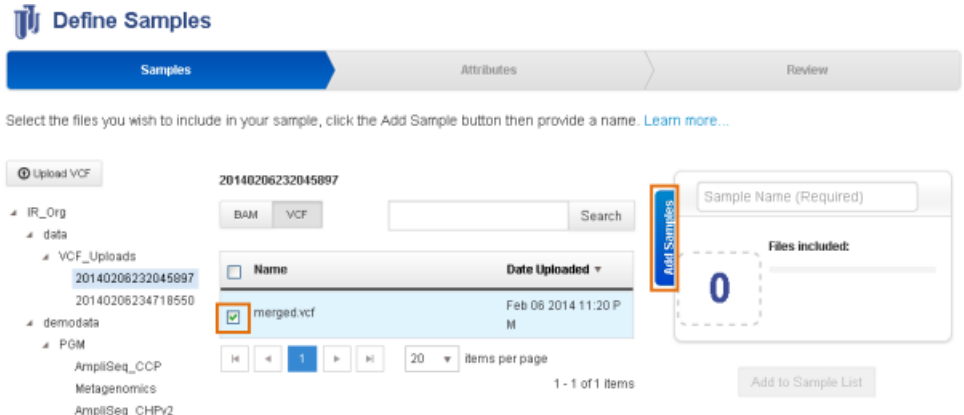 Define Samples
Samples
Attributes
Review
Select the files you wish to include in your sample, click the Add Sample button then provide a name. Learn more...
Upload VCF
IR_Org
data
VCF_Uploads
20140206232045897
20140206234718550
demodata
PGM
AmpliSeq_CCP
Metagenomics
AmpliSeq_CHPv2
20140206232045897
BAM
VCF
Search
Name
Date Uploaded
merged.vcf
Feb 06 2014 11:20 P
M
1
20
items per page
1 - 1 of 1 items
Add Samples
Sample Name (Required)
Files included:
0
Add to Sample List